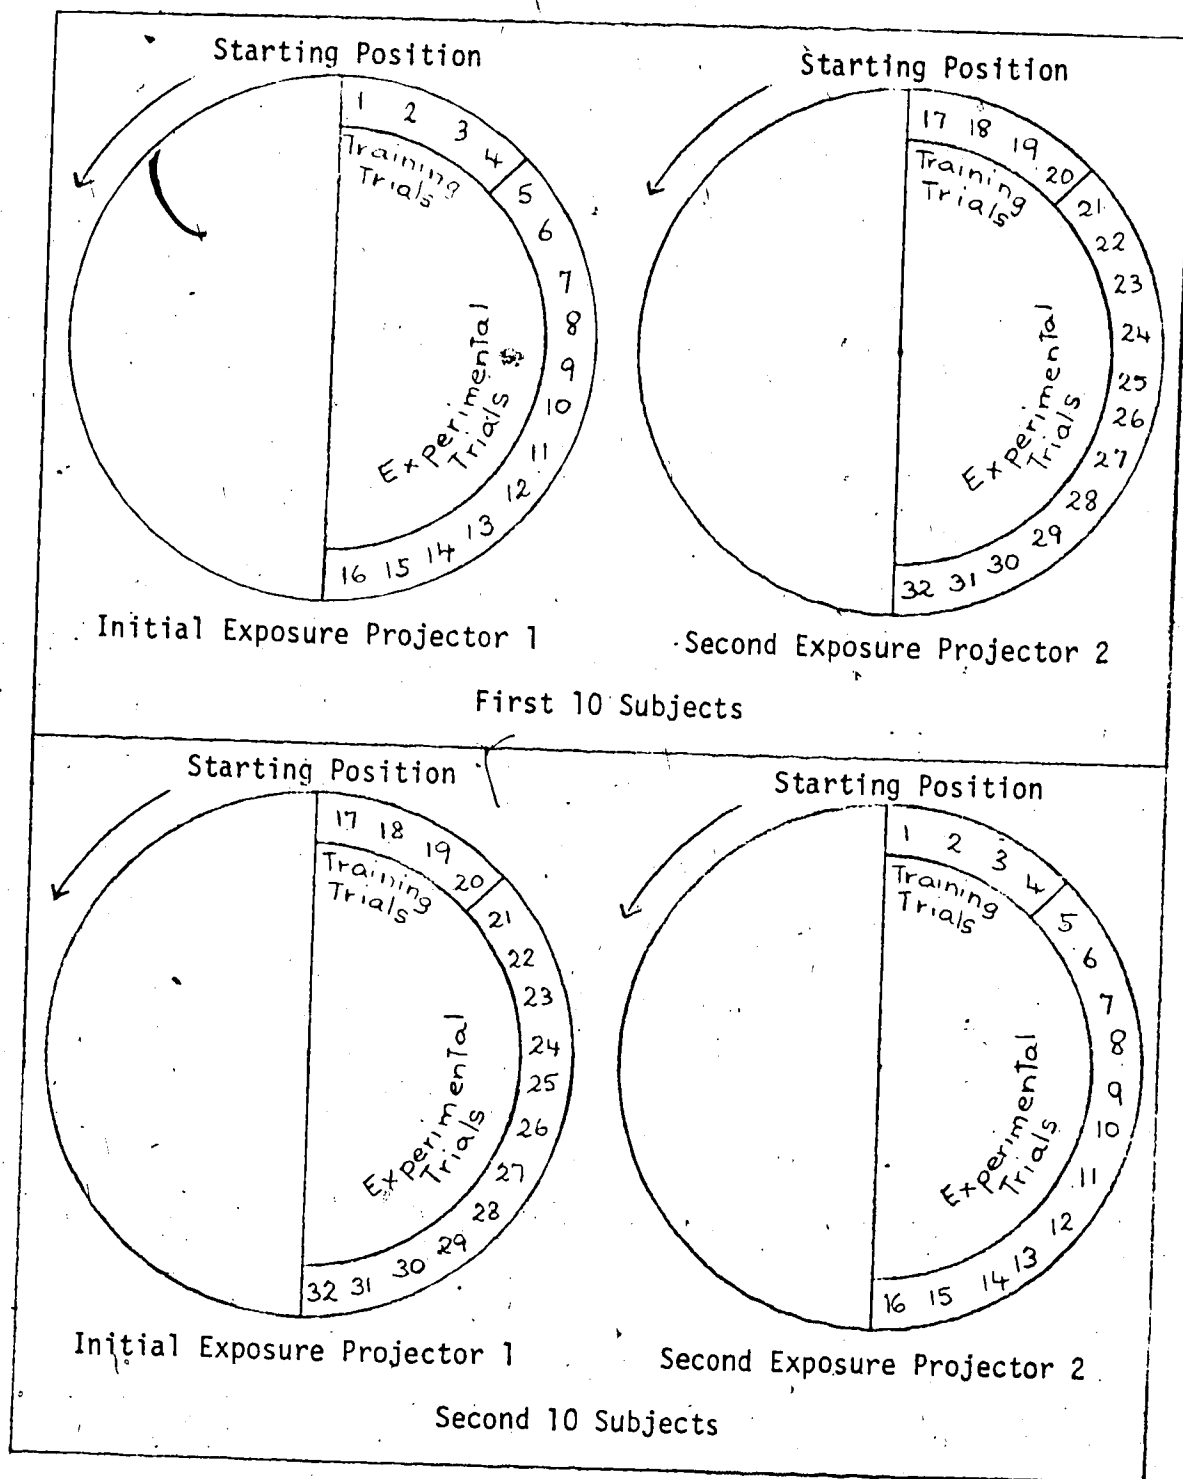 Starting Position
1 2 3 4
Training
Trials
5
6
7
8
9
10
11
12
13
14
15
16
Experimental
Trials
Initial Exposure Projector 1
Starting Position
17 18 19 20
Training
Trials
21
22
23
24
25
26
27
28
29
30
31
32
Experimental
Trials
Second Exposure Projector 2
First 10 Subjects
Starting Position
17 18 19 20
Training
Trials
21
22
23
24
25
26
27
28
29
30
31
32
Experimental
Trials
Initial Exposure Projector 1
Starting Position
1 2 3 4
Training
Trials
5
6
7
8
9
10
11
12
13
14
15
16
Experimental
Trials
Second Exposure Projector 2
Second 10 Subjects